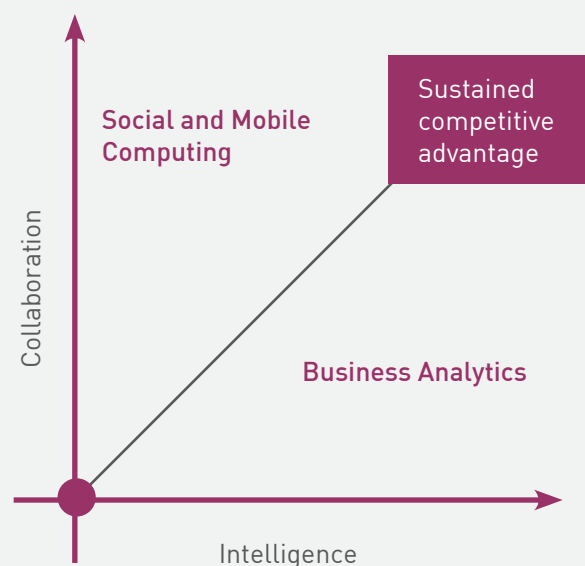 Sustained
competitive
advantage
Social and Mobile
Computing
Collaboration
Business Analytics
Intelligence